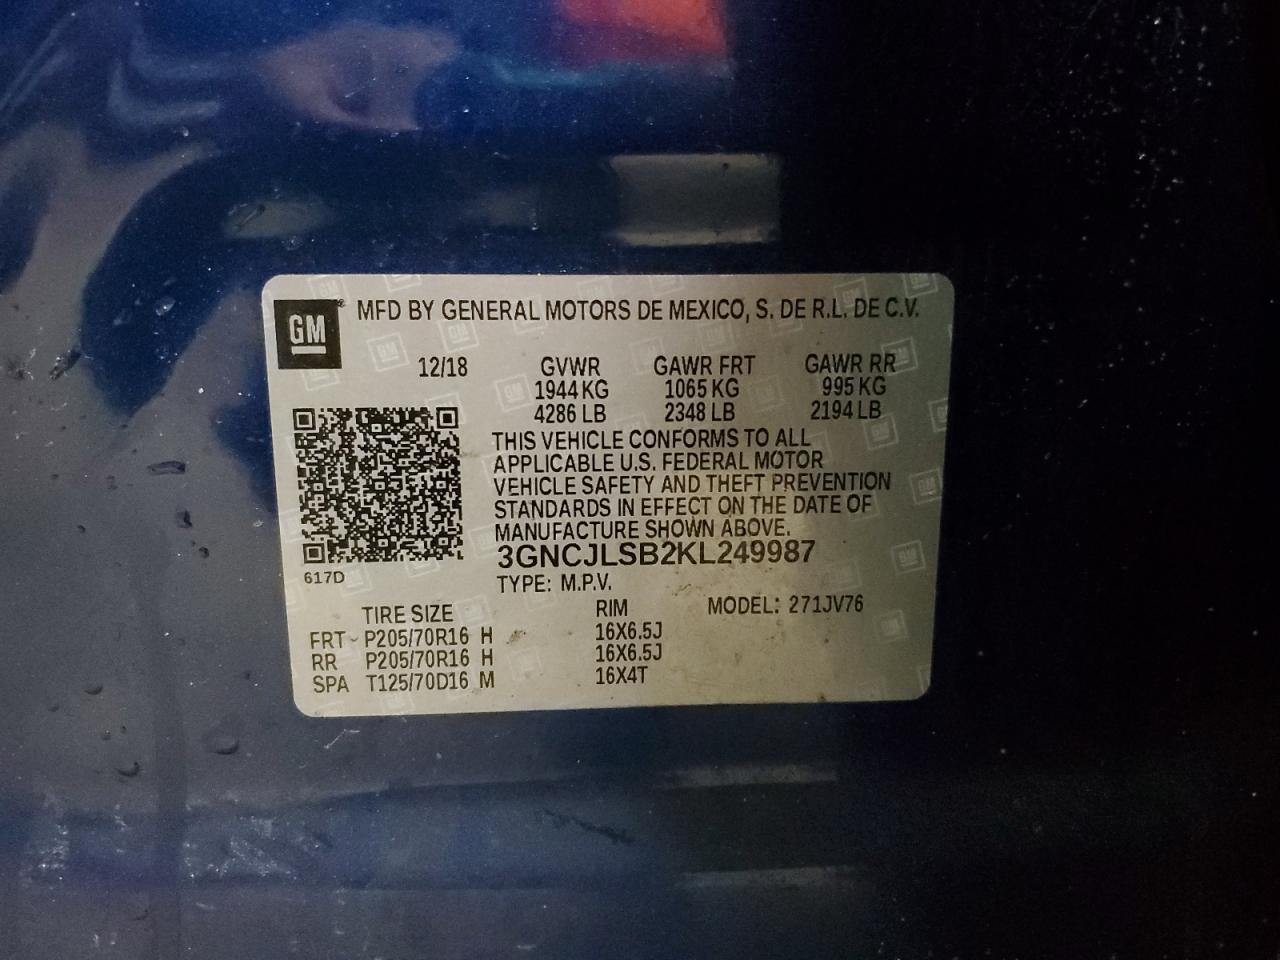 GM ® MFD BY GENERAL MOTORS DE MEXICO, S. DE R.L. DE C.V.
12/18 GVWR GAWR FRT GAWR RR
1944 KG 1065 KG 995 KG
4286 LB 2348 LB 2194 LB
THIS VEHICLE CONFORMS TO ALL
APPLICABLE U.S. FEDERAL MOTOR
VEHICLE SAFETY AND THEFT PREVENTION
STANDARDS IN EFFECT ON THE DATE OF
MANUFACTURE SHOWN ABOVE.
3GNCJLSB2KL249987
617D
TYPE: M.P.V.
TIRE SIZE RIM MODEL: 271JV76
FRT P205/70R16 H 16X6.5J
RR P205/70R16 H 16X6.5J
SPA T125/70D16 M 16X4T